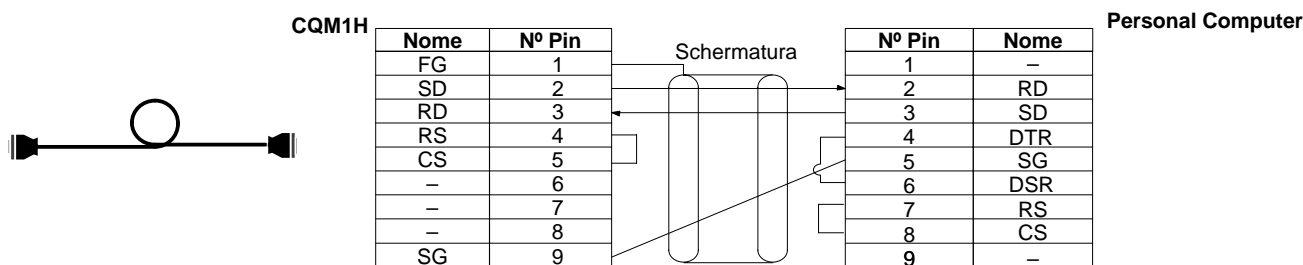 CQM1H
Personal Computer
Schermatura
Nome Nº Pin Nº Pin Nome
FG 1 1 –
SD 2 2 RD
RD 3 3 SD
RS 4 4 DTR
CS 5 5 SG
– 6 6 DSR
– 7 7 RS
– 8 8 CS
SG 9 9 –